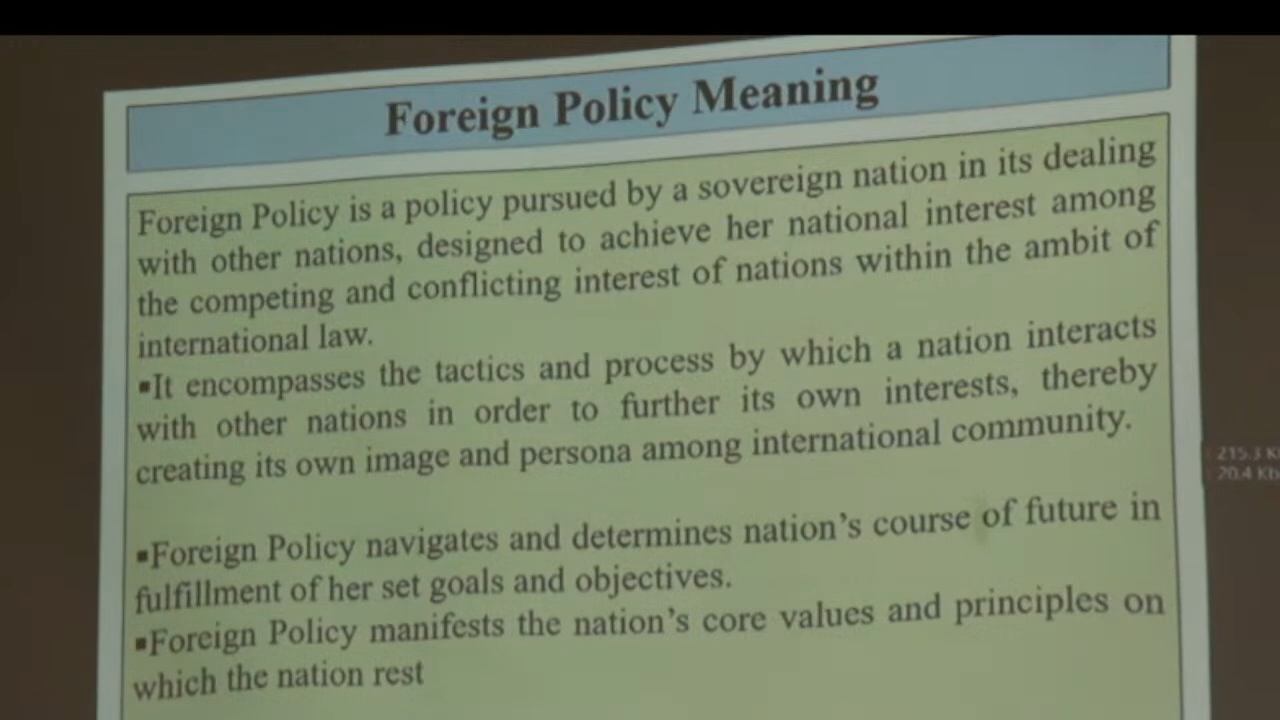 Foreign Policy Meaning
Foreign Policy is a policy pursued by a sovereign nation in its dealing
with other nations, designed to achieve her national interest among
the competing and conflicting interest of nations within the ambit of
international law.
▪It encompasses the tactics and process by which a nation interacts
with other nations in order to further its own interests, thereby
creating its own image and persona among international community.
▪Foreign Policy navigates and determines nation’s course of future in
fulfillment of her set goals and objectives.
▪Foreign Policy manifests the nation’s core values and principles on
which the nation rest
215.3 K
20.4 Kb